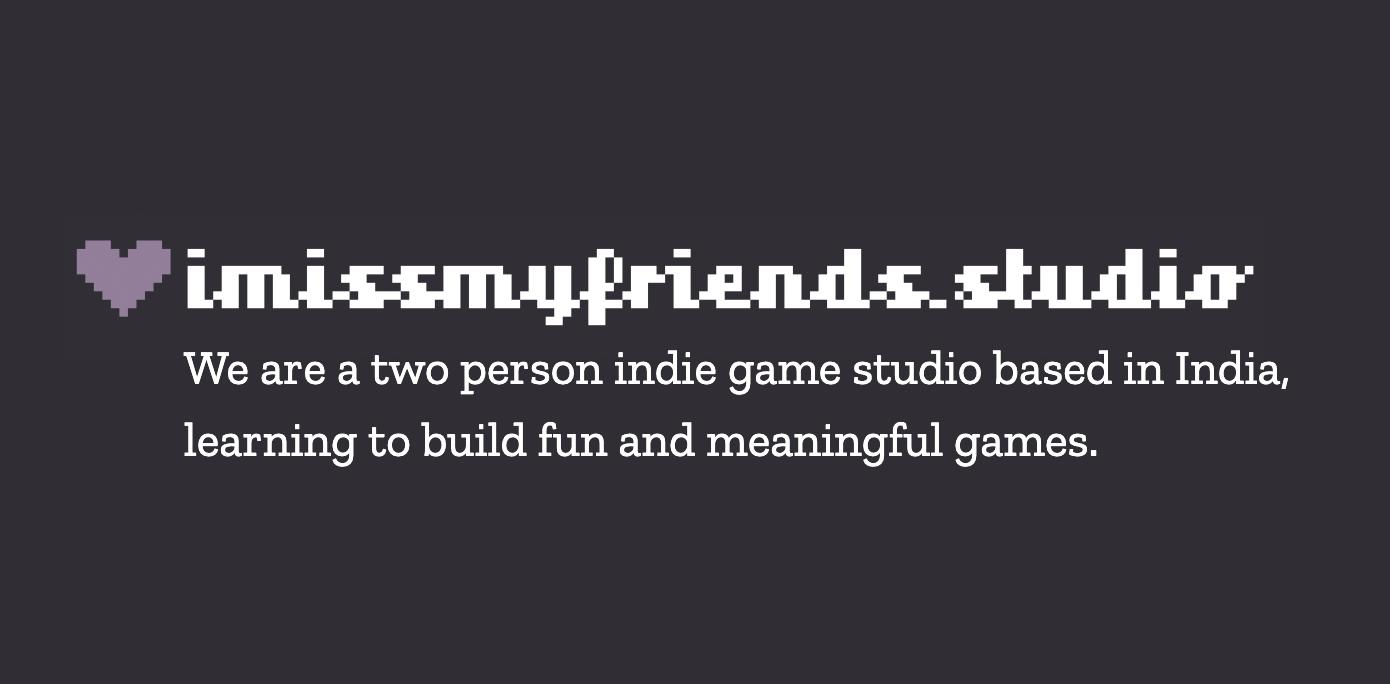 imissmyfriends.studio
We are a two person indie game studio based in India,
learning to build fun and meaningful games.